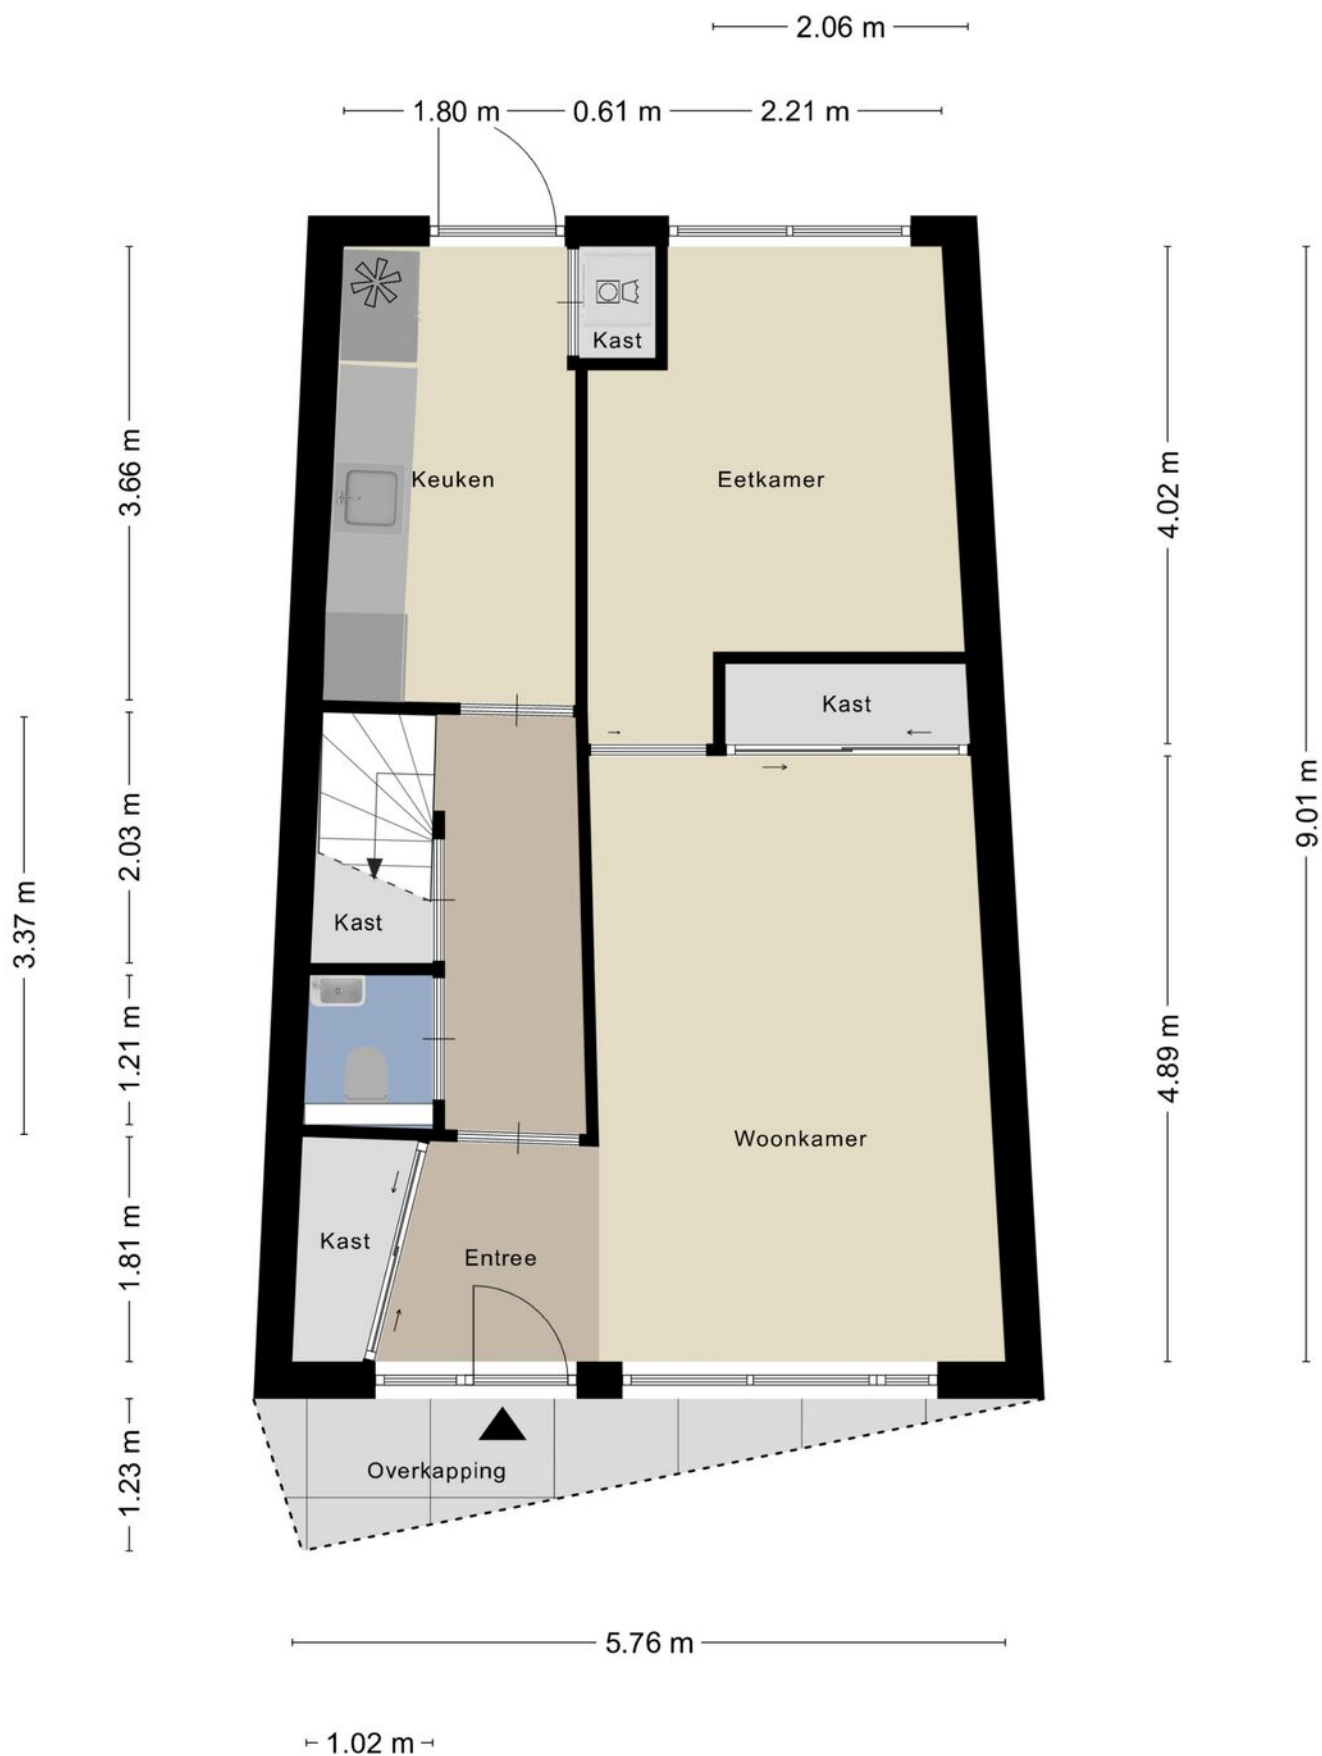 2.06 m
1.80 m 0.61 m 2.21 m
Kast
Keuken Eetkamer
3.66 m 4.02 m
Kast
9.01 m
2.03 m
Kast
3.37 m
1.21 m 4.89 m
Woonkamer
Kast Entree
1.81 m
Overkapping
1.23 m
5.76 m
1.02 m